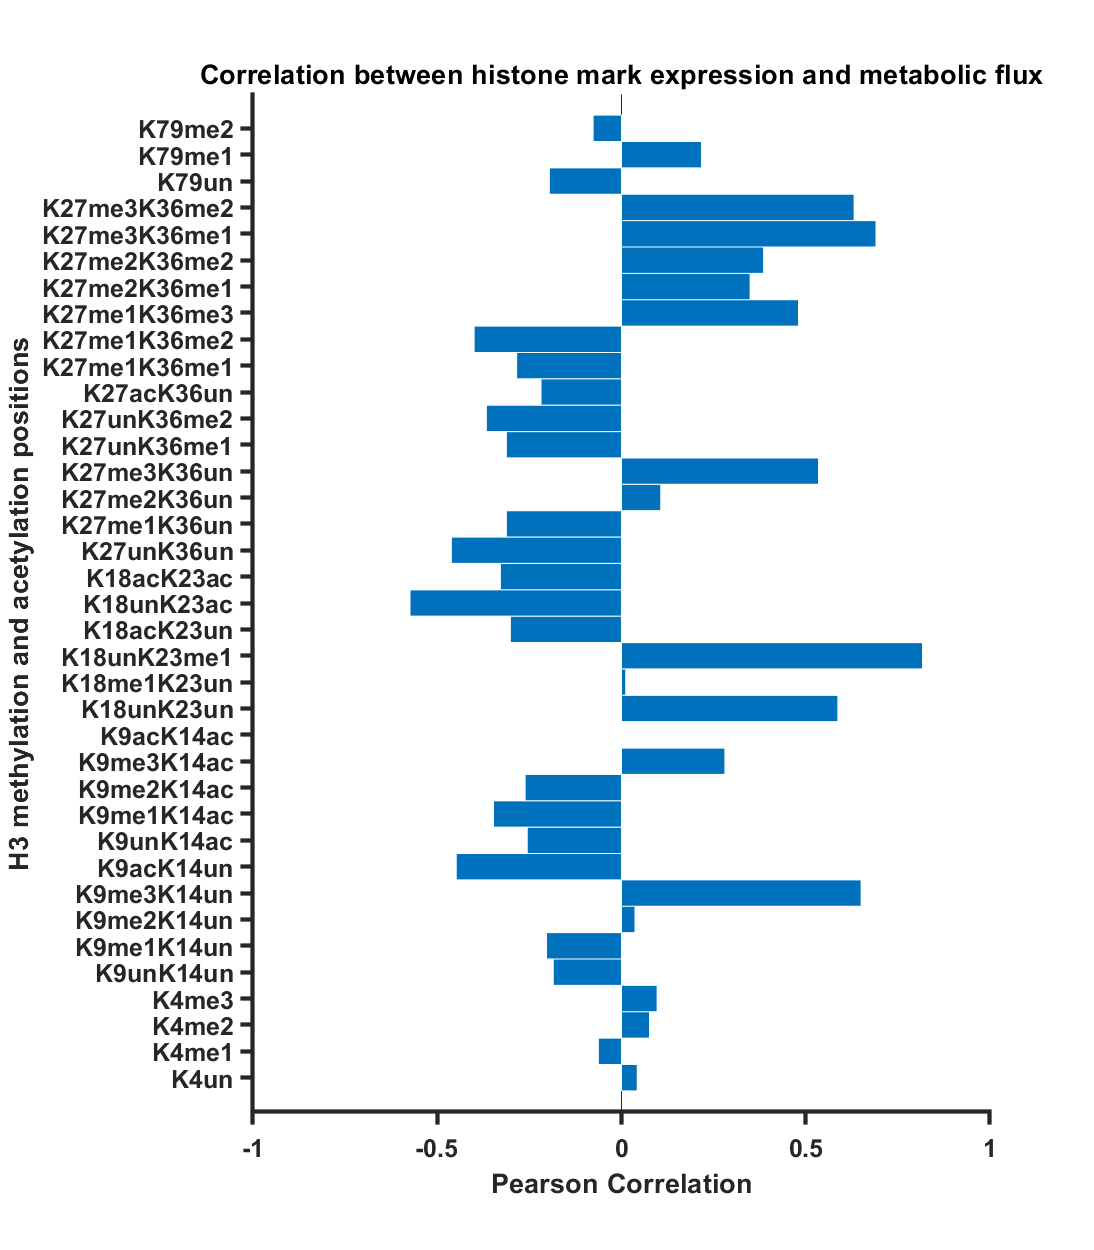 Correlation between histone mark expression and metabolic flux
H3 methylation and acetylation positions
K79me2
K79me1
K79un
K27me3K36me2
K27me3K36me1
K27me2K36me2
K27me2K36me1
K27me1K36me3
K27me1K36me2
K27me1K36me1
K27acK36un
K27unK36me2
K27unK36me1
K27me3K36un
K27me2K36un
K27me1K36un
K27unK36un
K18acK23ac
K18unK23ac
K18acK23un
K18unK23me1
K18me1K23un
K18unK23un
K9acK14ac
K9me3K14ac
K9me2K14ac
K9me1K14ac
K9unK14ac
K9acK14un
K9me3K14un
K9me2K14un
K9me1K14un
K9unK14un
K4me3
K4me2
K4me1
K4un
-1 -0.5 0 0.5 1
Pearson Correlation